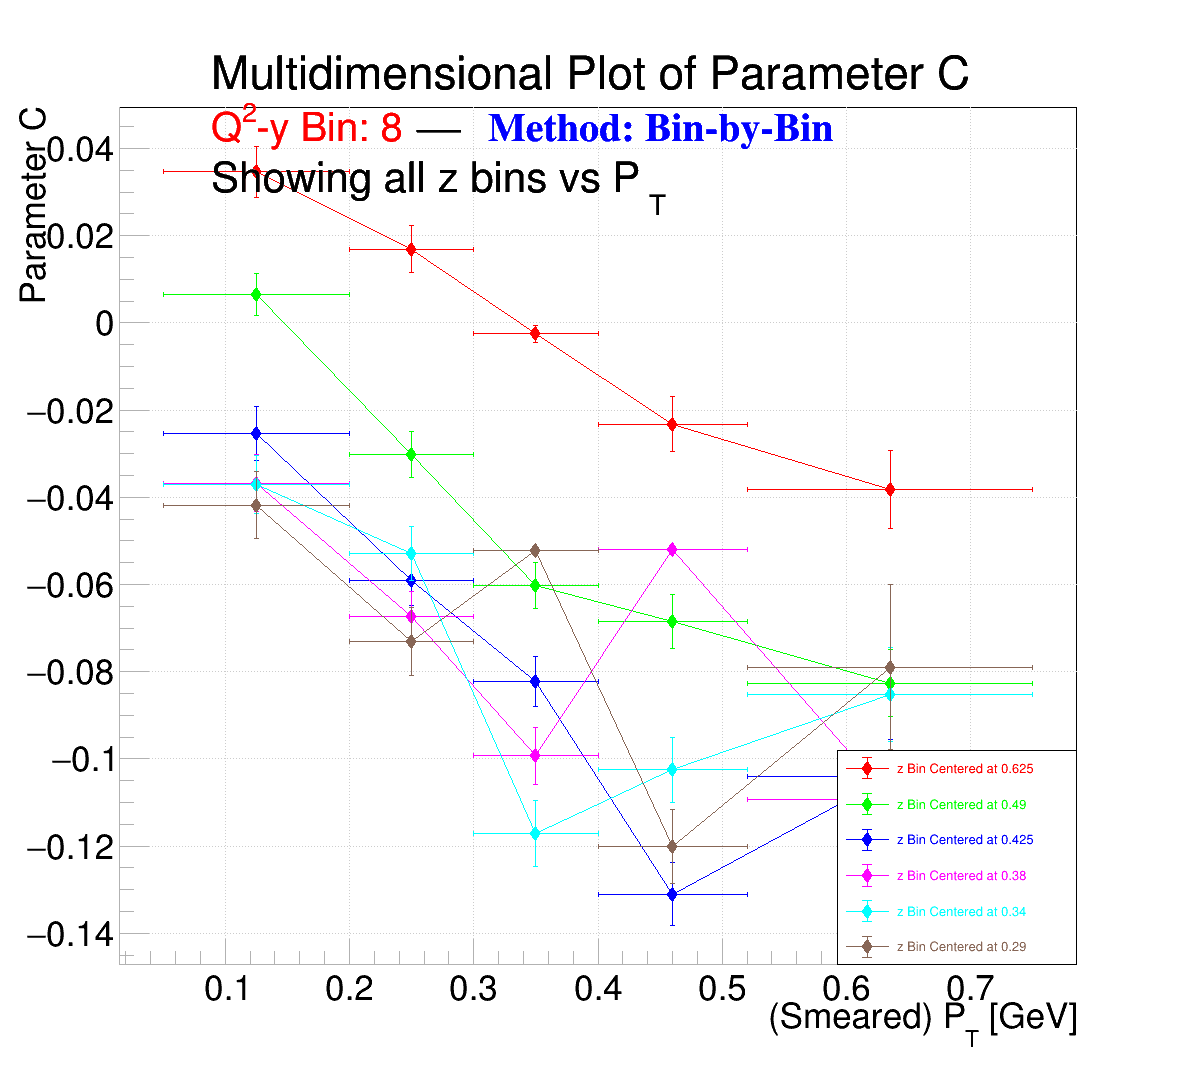 Multidimensional Plot of Parameter C
Q²-y Bin: 8 — Method: Bin-by-Bin
Showing all z bins vs P_T
Parameter C
0.04
0.02
0
−0.02
−0.04
−0.06
−0.08
−0.1
−0.12
−0.14
z Bin Centered at 0.625
z Bin Centered at 0.49
z Bin Centered at 0.425
z Bin Centered at 0.38
z Bin Centered at 0.34
z Bin Centered at 0.29
0.1 0.2 0.3 0.4 0.5 0.6 0.7
(Smeared) P_T [GeV]